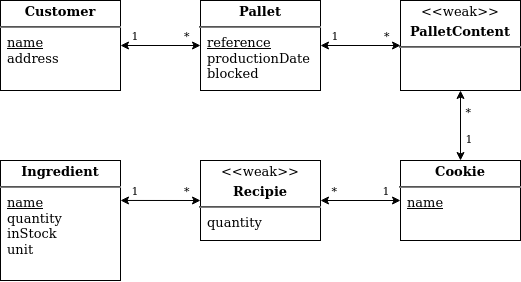 Customer
name
address
1
*
Pallet
reference
productionDate
blocked
1
*
<<weak>>
PalletContent
*
1
Ingredient
name
quantity
inStock
unit
1
*
<<weak>>
Recipie
quantity
*
1
Cookie
name